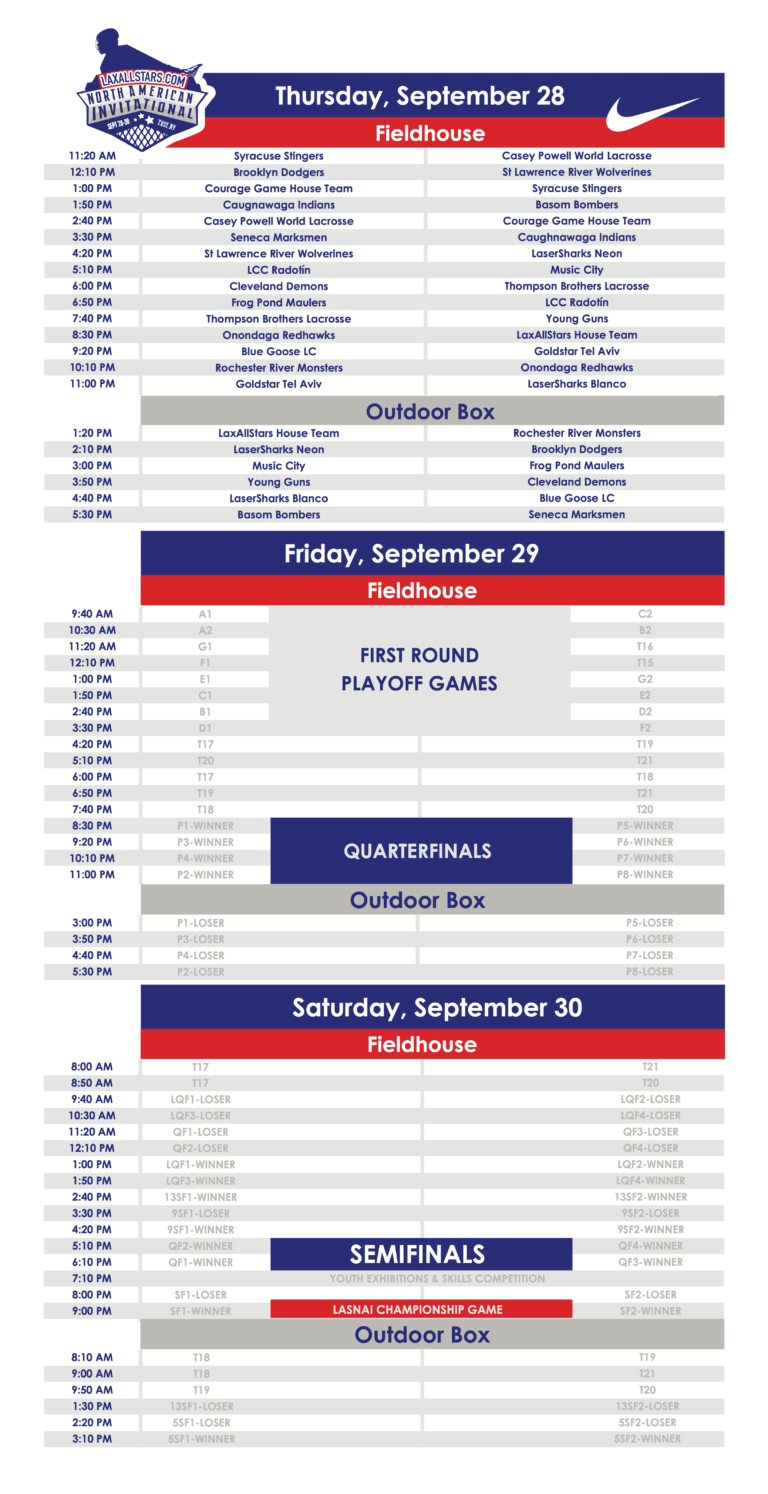 LAXALLSTARS.COM
NORTH AMERICAN
INVITATIONAL
SEPT 28-30 LAFAYETTE, NY
Thursday, September 28
Fieldhouse
11:20 AM Syracuse Stingers Casey Powell World Lacrosse
12:10 PM Brooklyn Dodgers St Lawrence River Wolverines
1:00 PM Courage Game House Team Syracuse Stingers
1:50 PM Caugnawaga Indians Basom Bombers
2:40 PM Casey Powell World Lacrosse Courage Game House Team
3:30 PM Seneca Marksmen Caughnawaga Indians
4:20 PM St Lawrence River Wolverines LaserSharks Neon
5:10 PM LCC Radotín Music City
6:00 PM Cleveland Demons Thompson Brothers Lacrosse
6:50 PM Frog Pond Maulers LCC Radotín
7:40 PM Thompson Brothers Lacrosse Young Guns
8:30 PM Onondaga Redhawks LaxAllStars House Team
9:20 PM Blue Goose LC Goldstar Tel Aviv
10:10 PM Rochester River Monsters Onondaga Redhawks
11:00 PM Goldstar Tel Aviv LaserSharks Blanco
Outdoor Box
1:20 PM LaxAllStars House Team Rochester River Monsters
2:10 PM LaserSharks Neon Brooklyn Dodgers
3:00 PM Music City Frog Pond Maulers
3:50 PM Young Guns Cleveland Demons
4:40 PM LaserSharks Blanco Blue Goose LC
5:30 PM Basom Bombers Seneca Marksmen
Friday, September 29
Fieldhouse
9:40 AM A1 C2
10:30 AM A2 B2
11:20 AM G1 T16
FIRST ROUND
12:10 PM F1 T15
PLAYOFF GAMES
1:00 PM E1 G2
1:50 PM C1 E2
2:40 PM B1 D2
3:30 PM D1 F2
4:20 PM T17 T19
5:10 PM T20 T21
6:00 PM T17 T18
6:50 PM T19 T21
7:40 PM T18 T20
8:30 PM P1-WINNER P5-WINNER
9:20 PM P3-WINNER P6-WINNER
QUARTERFINALS
10:10 PM P4-WINNER P7-WINNER
11:00 PM P2-WINNER P8-WINNER
Outdoor Box
3:00 PM P1-LOSER P5-LOSER
3:50 PM P3-LOSER P6-LOSER
4:40 PM P4-LOSER P7-LOSER
5:30 PM P2-LOSER P8-LOSER
Saturday, September 30
Fieldhouse
8:00 AM T17 T21
8:50 AM T17 T20
9:40 AM LQF1-LOSER LQF2-LOSER
10:30 AM LQF3-LOSER LQF4-LOSER
11:20 AM QF1-LOSER QF3-LOSER
12:10 PM QF2-LOSER QF4-LOSER
1:00 PM LQF1-WINNER LQF2-WNNER
1:50 PM LQF3-WINNER LQF4-WINNER
2:40 PM 13SF1-WINNER 13SF2-WINNER
3:30 PM 9SF1-LOSER 9SF2-LOSER
4:20 PM 9SF1-WINNER 9SF2-WINNER
5:10 PM QF2-WINNER SEMIFINALS QF4-WINNER
6:10 PM QF1-WINNER QF3-WINNER
7:10 PM YOUTH EXHIBITIONS & SKILLS COMPETITION
8:00 PM SF1-LOSER SF2-LOSER
9:00 PM SF1-WINNER LASNAI CHAMPIONSHIP GAME SF2-WINNER
Outdoor Box
8:10 AM T18 T19
9:00 AM T18 T21
9:50 AM T19 T20
1:30 PM 13SF1-LOSER 13SF2-LOSER
2:20 PM 5SF1-LOSER 5SF2-LOSER
3:10 PM 5SF1-WINNER 5SF2-WINNER